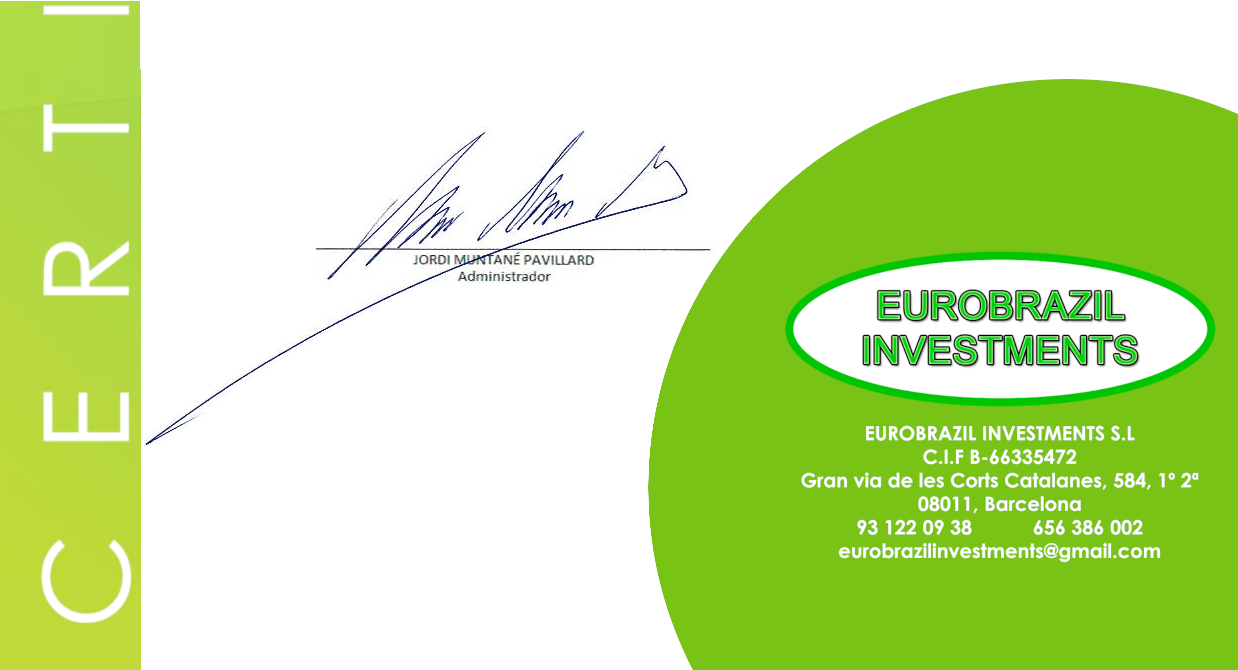 CERTI
JORDI MUNTANÉ PAVILLARD
Administrador
EUROBRAZIL
INVESTMENTS
EUROBRAZIL INVESTMENTS S.L
C.I.F B-66335472
Gran via de les Corts Catalanes, 584, 1º 2ª
08011, Barcelona
93 122 09 38 656 386 002
eurobrazilinvestments@gmail.com